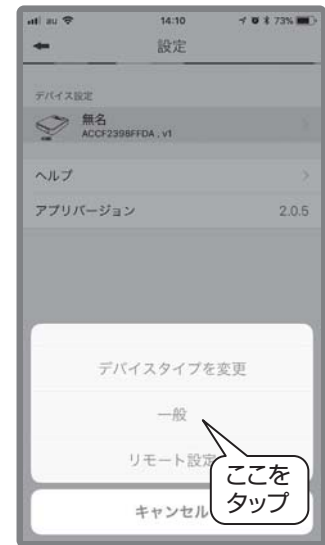 au 14:10 73%
設定
デバイス設定
無名
ACCF2398FFDA , v1
ヘルプ
アプリバージョン 2.0.5
デバイスタイプを変更
一般
リモート設定
ここを
タップ
キャンセル